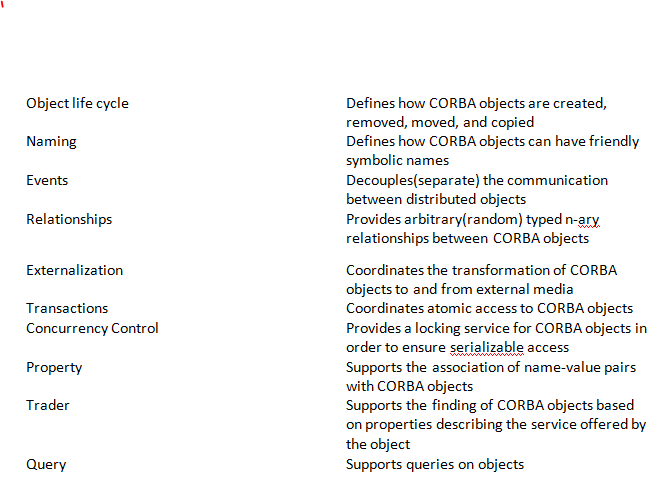 Object life cycle Defines how CORBA objects are created,
removed, moved, and copied
Naming Defines how CORBA objects can have friendly
symbolic names
Events Decouples(separate) the communication
between distributed objects
Relationships Provides arbitrary(random) typed n-ary
relationships between CORBA objects
Externalization Coordinates the transformation of CORBA
objects to and from external media
Transactions Coordinates atomic access to CORBA objects
Concurrency Control Provides a locking service for CORBA objects in
order to ensure serializable access
Property Supports the association of name-value pairs
with CORBA objects
Trader Supports the finding of CORBA objects based
on properties describing the service offered by
the object
Query Supports queries on objects